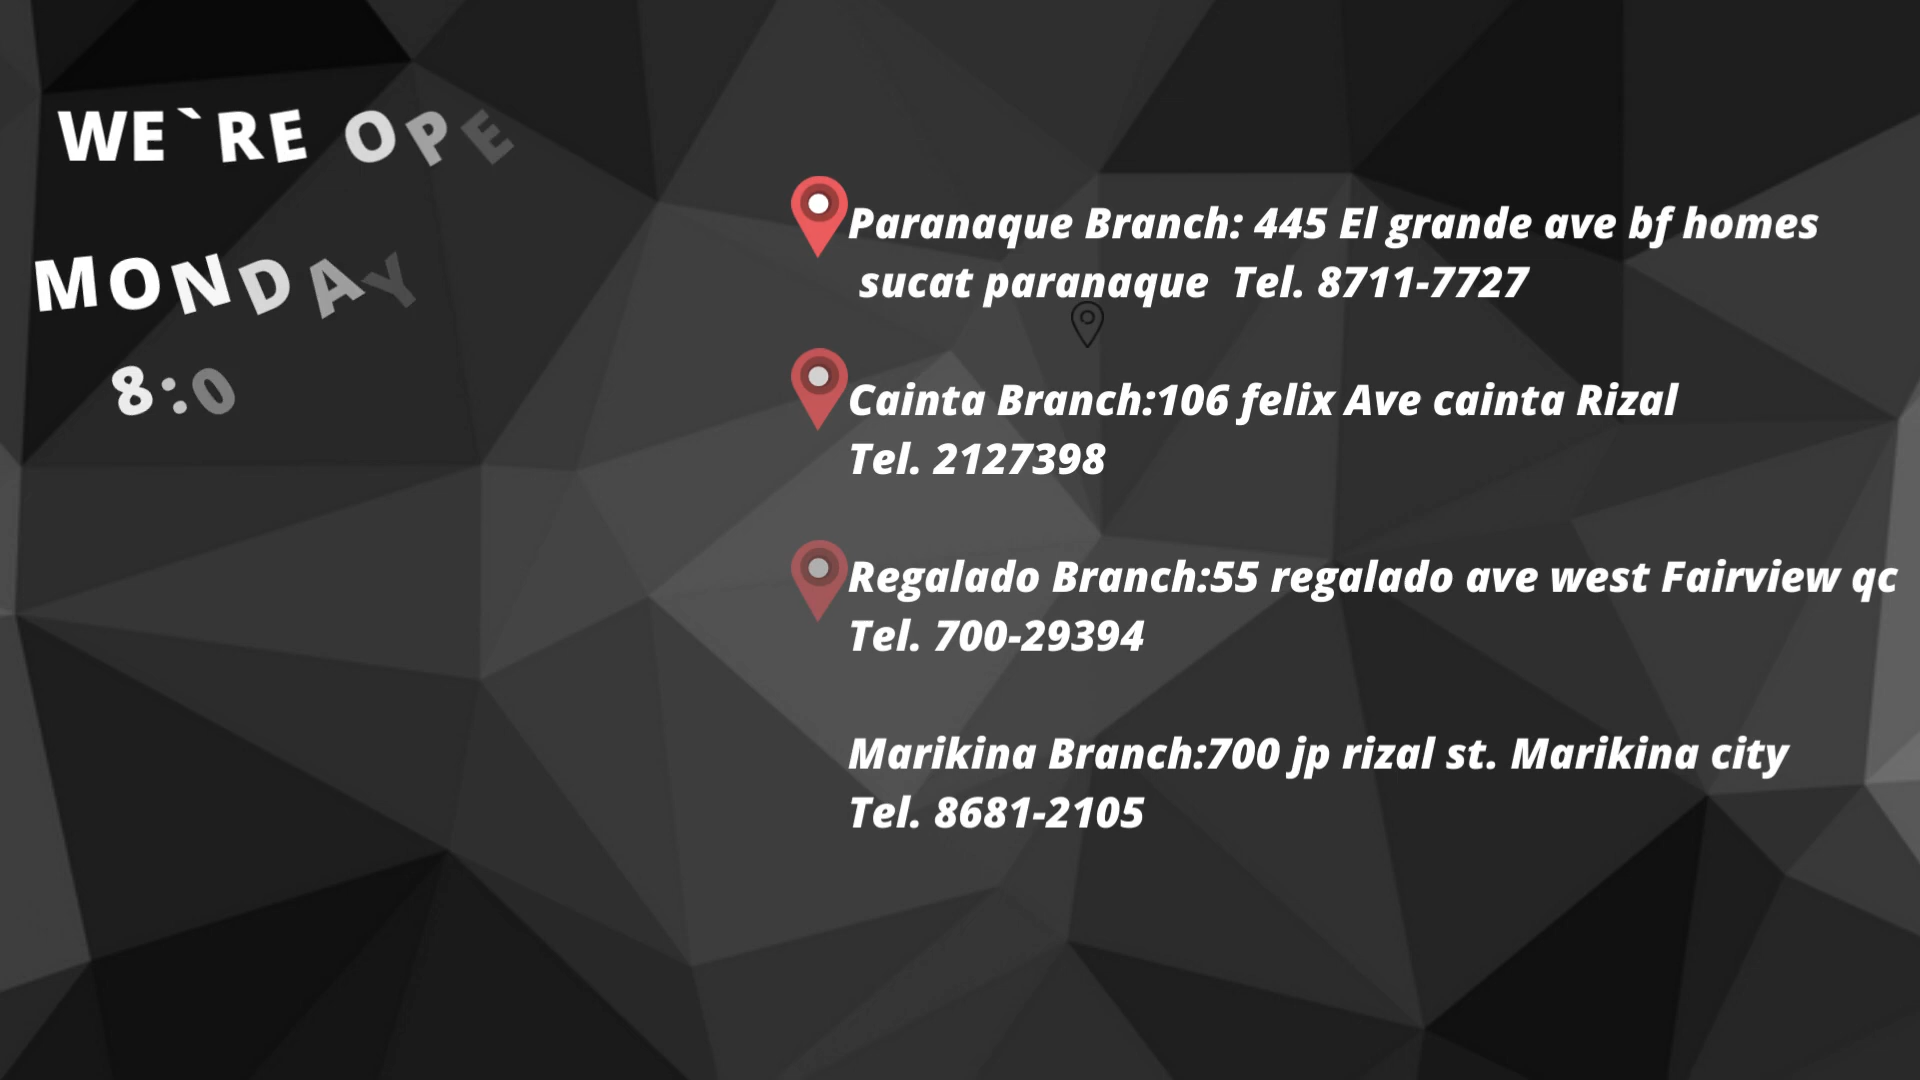 WE`RE OPE
MONDAY
8:0
Paranaque Branch: 445 El grande ave bf homes
sucat paranaque Tel. 8711-7727
Cainta Branch:106 felix Ave cainta Rizal
Tel. 2127398
Regalado Branch:55 regalado ave west Fairview qc
Tel. 700-29394
Marikina Branch:700 jp rizal st. Marikina city
Tel. 8681-2105